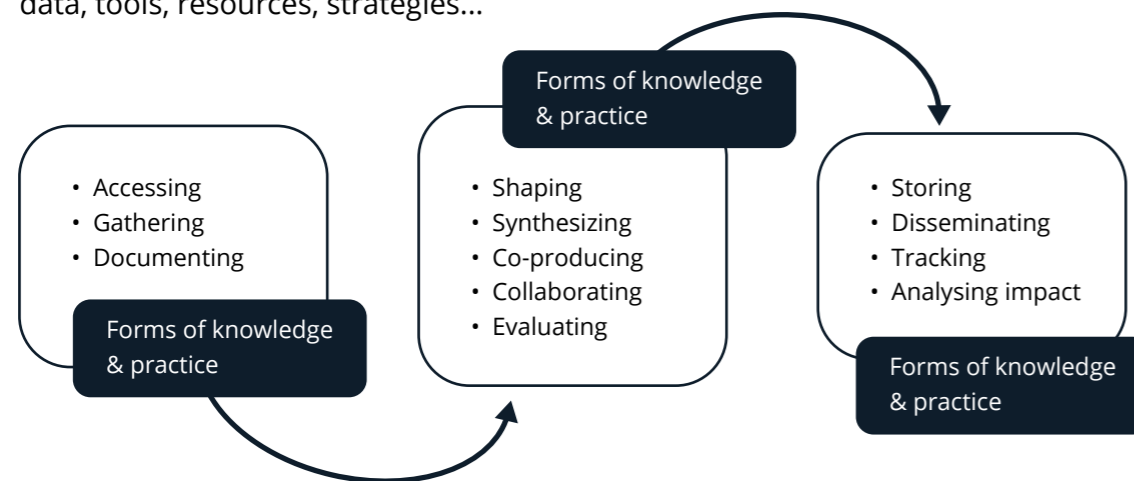 data, tools, resources, strategies...
• Accessing
• Gathering
• Documenting
Forms of knowledge
& practice
Forms of knowledge
& practice
• Shaping
• Synthesizing
• Co-producing
• Collaborating
• Evaluating
• Storing
• Disseminating
• Tracking
• Analysing impact
Forms of knowledge
& practice